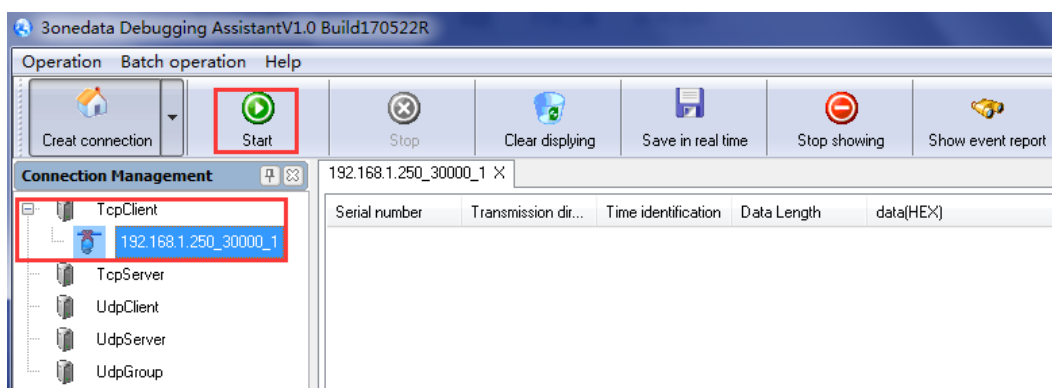 3onedata Debugging AssistantV1.0 Build170522R
Operation Batch operation Help
Creat connection Start Stop Clear displying Save in real time Stop showing Show event report
Connection Management
192.168.1.250_30000_1
TcpClient
192.168.1.250_30000_1
TcpServer
UdpClient
UdpServer
UdpGroup
Serial number Transmission dir... Time identification Data Length data(HEX)